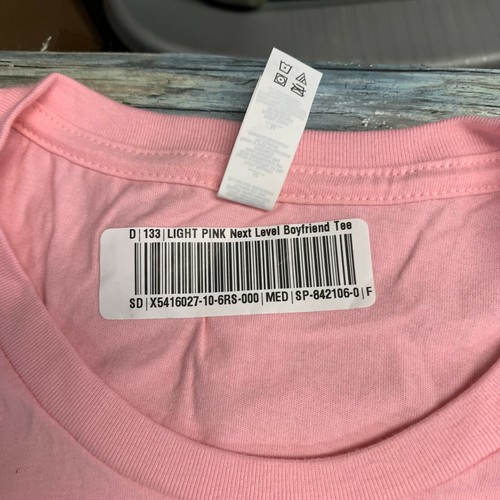 D|133|LIGHT PINK Next Level Boyfriend Tee
SD|X5416027-10-6RS-000|MED|SP-842106-0|F